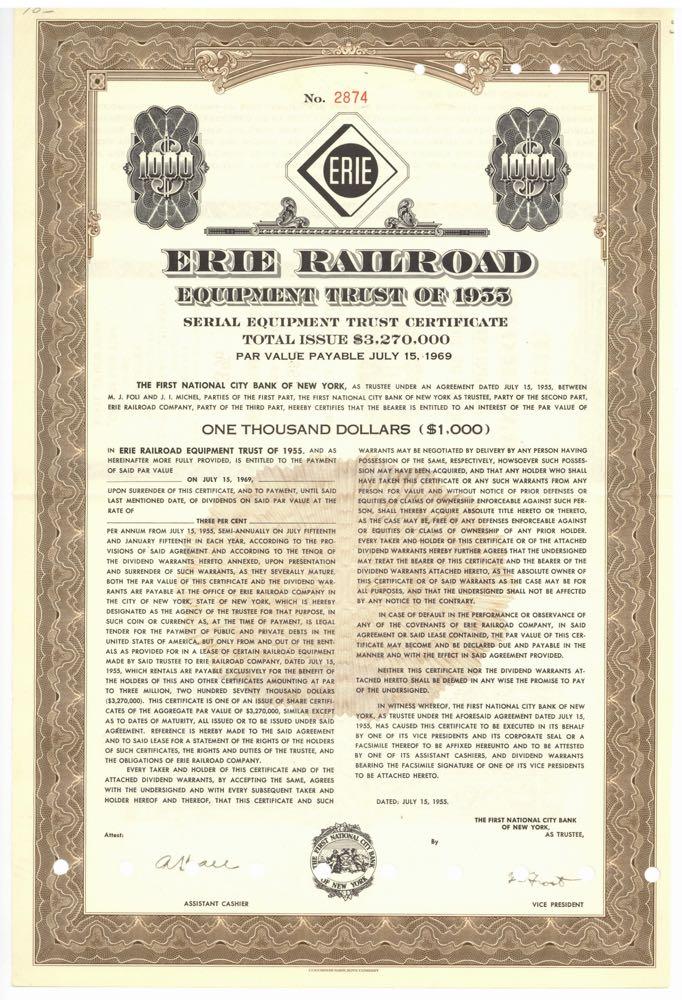 10-
No. 2874
1000
ERIE
1000
ERIE RAILROAD
EQUIPMENT TRUST OF 1955
SERIAL EQUIPMENT TRUST CERTIFICATE
TOTAL ISSUE $3.270.000
PAR VALUE PAYABLE JULY 15, 1969
THE FIRST NATIONAL CITY BANK OF NEW YORK, AS TRUSTEE UNDER AN AGREEMENT DATED JULY 15, 1955, BETWEEN
M. J. FOLI AND J. I. MICHEL, PARTIES OF THE FIRST PART, THE FIRST NATIONAL CITY BANK OF NEW YORK AS TRUSTEE, PARTY OF THE SECOND PART,
ERIE RAILROAD COMPANY, PARTY OF THE THIRD PART, HEREBY CERTIFIES THAT THE BEARER IS ENTITLED TO AN INTEREST OF THE PAR VALUE OF
ONE THOUSAND DOLLARS ($1.000)
IN ERIE RAILROAD EQUIPMENT TRUST OF 1955, AND AS
HEREINAFTER MORE FULLY PROVIDED, IS ENTITLED TO THE PAYMENT
OF SAID PAR VALUE
ON JULY 15, 1969,
UPON SURRENDER OF THIS CERTIFICATE, AND TO PAYMENT, UNTIL SAID
LAST MENTIONED DATE, OF DIVIDENDS ON SAID PAR VALUE AT THE
RATE OF
THREE PER CENT
PER ANNUM FROM JULY 15, 1955, SEMI-ANNUALLY ON JULY FIFTEENTH
AND JANUARY FIFTEENTH IN EACH YEAR, ACCORDING TO THE PRO-
VISIONS OF SAID AGREEMENT AND ACCORDING TO THE TENOR OF
THE DIVIDEND WARRANTS HERETO ANNEXED, UPON PRESENTATION
AND SURRENDER OF SUCH WARRANTS, AS THEY SEVERALLY MATURE.
BOTH THE PAR VALUE OF THIS CERTIFICATE AND THE DIVIDEND WAR-
RANTS ARE PAYABLE AT THE OFFICE OF ERIE RAILROAD COMPANY IN
THE CITY OF NEW YORK, STATE OF NEW YORK, WHICH IS HEREBY
DESIGNATED AS THE AGENCY OF THE TRUSTEE FOR THAT PURPOSE, IN
SUCH COIN OR CURRENCY AS, AT THE TIME OF PAYMENT, IS LEGAL
TENDER FOR THE PAYMENT OF PUBLIC AND PRIVATE DEBTS IN THE
UNITED STATES OF AMERICA, BUT ONLY FROM AND OUT OF THE RENT-
ALS AS PROVIDED FOR IN A LEASE OF CERTAIN RAILROAD EQUIPMENT
MADE BY SAID TRUSTEE TO ERIE RAILROAD COMPANY, DATED JULY 15,
1955, WHICH RENTALS ARE PAYABLE EXCLUSIVELY FOR THE BENEFIT OF
THE HOLDERS OF THIS AND OTHER CERTIFICATES AMOUNTING AT PAR
TO THREE MILLION, TWO HUNDRED SEVENTY THOUSAND DOLLARS
($3,270,000). THIS CERTIFICATE IS ONE OF AN ISSUE OF SHARE CERTIFI-
CATES OF THE AGGREGATE PAR VALUE OF $3,270,000, SIMILAR EXCEPT
AS TO DATES OF MATURITY, ALL ISSUED OR TO BE ISSUED UNDER SAID
AGREEMENT. REFERENCE IS HEREBY MADE TO THE SAID AGREEMENT
AND TO SAID LEASE FOR A STATEMENT OF THE RIGHTS OF THE HOLDERS
OF SUCH CERTIFICATES, THE RIGHTS AND DUTIES OF THE TRUSTEE, AND
THE OBLIGATIONS OF ERIE RAILROAD COMPANY.
EVERY TAKER AND HOLDER OF THIS CERTIFICATE AND OF THE
ATTACHED DIVIDEND WARRANTS, BY ACCEPTING THE SAME, AGREES
WITH THE UNDERSIGNED AND WITH EVERY SUBSEQUENT TAKER AND
HOLDER HEREOF AND THEREOF, THAT THIS CERTIFICATE AND SUCH
WARRANTS MAY BE NEGOTIATED BY DELIVERY BY ANY PERSON HAVING
POSSESSION OF THE SAME, RESPECTIVELY, HOWSOEVER SUCH POSSES-
SION MAY HAVE BEEN ACQUIRED, AND THAT ANY HOLDER WHO SHALL
HAVE TAKEN THIS CERTIFICATE OR ANY SUCH WARRANTS FROM ANY
PERSON FOR VALUE AND WITHOUT NOTICE OF PRIOR DEFENSES OR
EQUITIES OR CLAIMS OF OWNERSHIP ENFORCEABLE AGAINST SUCH PER-
SON, SHALL THEREBY ACQUIRE ABSOLUTE TITLE HERETO OR THERETO,
AS THE CASE MAY BE, FREE OF ANY DEFENSES ENFORCEABLE AGAINST
OR EQUITIES OR CLAIMS OF OWNERSHIP OF ANY PRIOR HOLDER.
EVERY TAKER AND HOLDER OF THIS CERTIFICATE OR OF THE ATTACHED
DIVIDEND WARRANTS HEREBY FURTHER AGREES THAT THE UNDERSIGNED
MAY TREAT THE BEARER OF THIS CERTIFICATE AND THE BEARER OF THE
DIVIDEND WARRANTS ATTACHED HERETO, AS THE ABSOLUTE OWNER OF
THIS CERTIFICATE OR OF SAID WARRANTS AS THE CASE MAY BE FOR
ALL PURPOSES, AND THAT THE UNDERSIGNED SHALL NOT BE AFFECTED
BY ANY NOTICE TO THE CONTRARY.
IN CASE OF DEFAULT IN THE PERFORMANCE OR OBSERVANCE OF
ANY OF THE COVENANTS OF ERIE RAILROAD COMPANY, IN SAID
AGREEMENT OR SAID LEASE CONTAINED, THE PAR VALUE OF THIS CER-
TIFICATE MAY BECOME AND BE DECLARED DUE AND PAYABLE IN THE
MANNER AND WITH THE EFFECT IN SAID AGREEMENT PROVIDED.
NEITHER THIS CERTIFICATE NOR THE DIVIDEND WARRANTS AT-
TACHED HERETO SHALL BE DEEMED IN ANY WISE THE PROMISE TO PAY
OF THE UNDERSIGNED.
IN WITNESS WHEREOF, THE FIRST NATIONAL CITY BANK OF NEW
YORK, AS TRUSTEE UNDER THE AFORESAID AGREEMENT DATED JULY 15,
1955, HAS CAUSED THIS CERTIFICATE TO BE EXECUTED IN ITS BEHALF
BY ONE OF ITS VICE PRESIDENTS AND ITS CORPORATE SEAL OR A
FACSIMILE THEREOF TO BE AFFIXED HEREUNTO AND TO BE ATTESTED
BY ONE OF ITS ASSISTANT CASHIERS, AND DIVIDEND WARRANTS
BEARING THE FACSIMILE SIGNATURE OF ONE OF ITS VICE PRESIDENTS
TO BE ATTACHED HERETO.
DATED: JULY 15, 1955.
THE FIRST NATIONAL CITY BANK
OF NEW YORK,
AS TRUSTEE,
Attest:
By
THE FIRST NATIONAL CITY BANK
OF NEW YORK
ASSISTANT CASHIER
VICE PRESIDENT